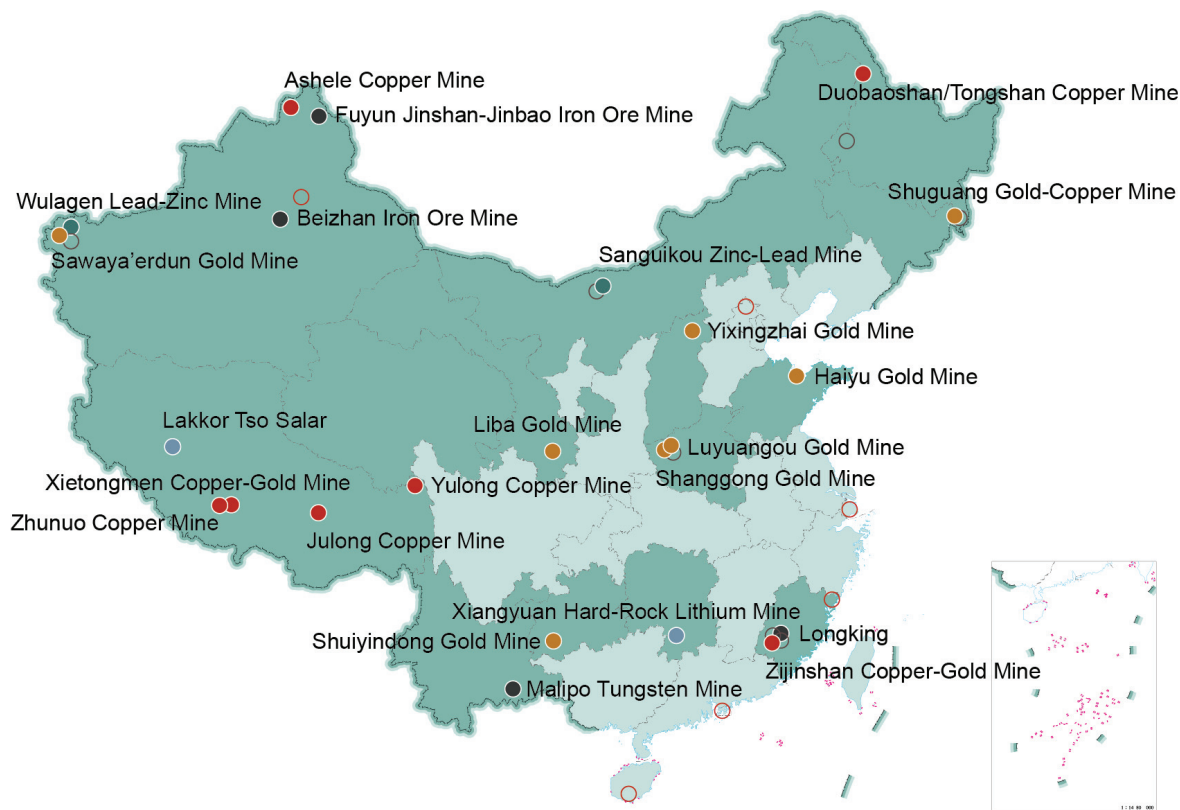 Ashele Copper Mine
Duobaoshan/Tongshan Copper Mine
Fuyun Jinshan-Jinbao Iron Ore Mine
Wulagen Lead-Zinc Mine
Shuguang Gold-Copper Mine
Beizhan Iron Ore Mine
Sawaya’erdun Gold Mine
Sanguikou Zinc-Lead Mine
Yixingzhai Gold Mine
Haiyu Gold Mine
Lakkor Tso Salar
Liba Gold Mine
Luyuangou Gold Mine
Shanggong Gold Mine
Xietongmen Copper-Gold Mine
Yulong Copper Mine
Zhunuo Copper Mine
Julong Copper Mine
Xiangyuan Hard-Rock Lithium Mine
Shuiyindong Gold Mine
Longking
Zijinshan Copper-Gold Mine
Malipo Tungsten Mine